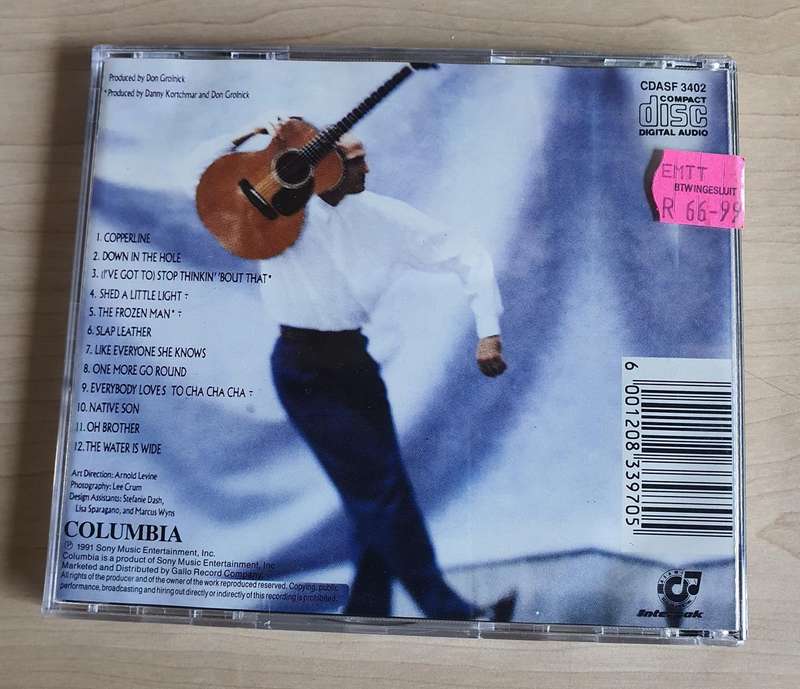 Produced by Don Grolnick
*Produced by Danny Kortchmar and Don Grolnick
CDASF 3402
COMPACT
disc
DIGITAL AUDIO
EMTT
BTWINGESLUIT
R 66-99
1. COPPERLINE
2. DOWN IN THE HOLE
3. (I'VE GOT TO) STOP THINKIN' 'BOUT THAT*
4. SHED A LITTLE LIGHT
5. THE FROZEN MAN*
6. SLAP LEATHER
7. LIKE EVERYONE SHE KNOWS
8. ONE MORE GO ROUND
9. EVERYBODY LOVES TO CHA CHA CHA
10. NATIVE SON
11. OH BROTHER
12. THE WATER IS WIDE
6 001208 339705
Art Direction: Arnold Levine
Photography: Lee Crum
Design Assistants: Stefanie Dash,
Lisa Sparagano, and Marcus Wyns
COLUMBIA
℗ 1991 Sony Music Entertainment, Inc.
Columbia is a product of Sony Music Entertainment, Inc
Marketed and Distributed by Gallo Record Company.
All rights of the producer and of the owner of the work reproduced reserved. Copying, public
performance, broadcasting and hiring out directly or indirectly of this recording is prohibited.